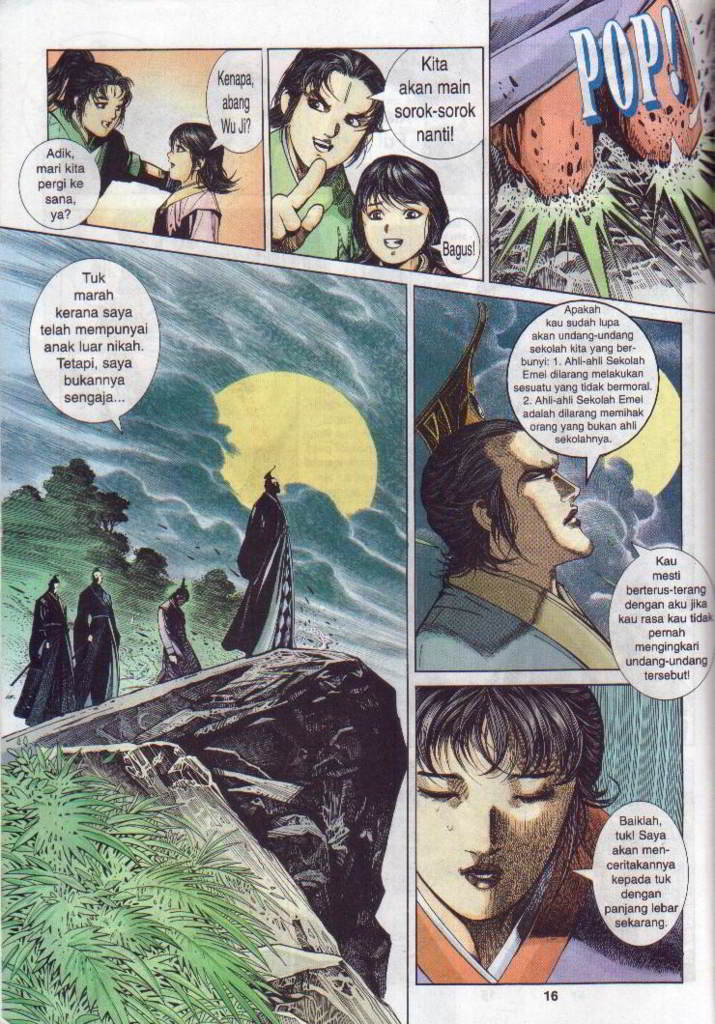 Adik,
mari kita
pergi ke
sana,
ya?
Kenapa,
abang
Wu Ji?
Kita
akan main
sorok-sorok
nanti!
Bagus!
POP!
Tuk
marah
kerana saya
telah mempunyai
anak luar nikah.
Tetapi, saya
bukannya
sengaja...
Apakah
kau sudah lupa
akan undang-undang
sekolah kita yang ber-
bunyi: 1. Ahli-ahli Sekolah
Emei dilarang melakukan
sesuatu yang tidak bermoral.
2. Ahli-ahli Sekolah Emei
adalah dilarang memihak
orang yang bukan ahli
sekolahnya.
Kau
mesti
berterus-terang
dengan aku jika
kau rasa kau tidak
pernah
mengingkari
undang-undang
tersebut!
Baiklah,
tuk! Saya
akan men-
ceritakannya
kepada tuk
dengan
panjang lebar
sekarang.
16